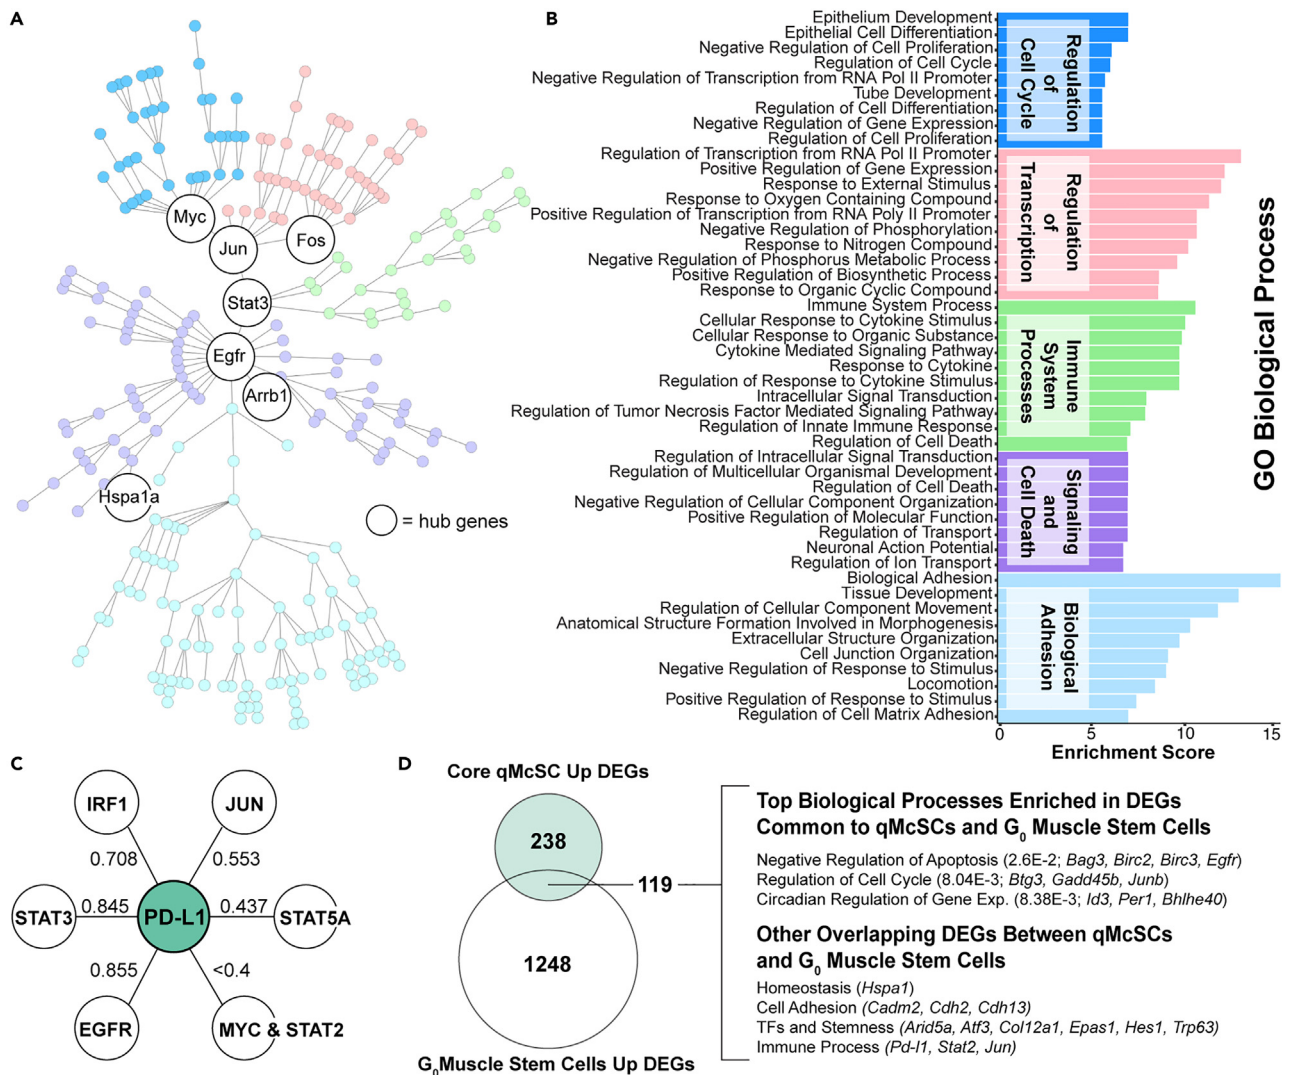 A
Myc
Jun
Fos
Stat3
Egfr
Arrb1
Hspa1a
= hub genes
B
Epithelium Development
Epithelial Cell Differentiation
Negative Regulation of Cell Proliferation
Regulation of Cell Cycle
Negative Regulation of Transcription from RNA Pol II Promoter
Tube Development
Regulation of Cell Differentiation
Negative Regulation of Gene Expression
Regulation of Cell Proliferation
Regulation of Transcription from RNA Pol II Promoter
Positive Regulation of Gene Expression
Response to External Stimulus
Response to Oxygen Containing Compound
Positive Regulation of Transcription from RNA Poly II Promoter
Negative Regulation of Phosphorylation
Response to Nitrogen Compound
Negative Regulation of Phosphorus Metabolic Process
Positive Regulation of Biosynthetic Process
Response to Organic Cyclic Compound
Immune System Process
Cellular Response to Cytokine Stimulus
Cellular Response to Organic Substance
Cytokine Mediated Signaling Pathway
Response to Cytokine
Regulation of Response to Cytokine Stimulus
Intracellular Signal Transduction
Regulation of Tumor Necrosis Factor Mediated Signaling Pathway
Regulation of Innate Immune Response
Regulation of Cell Death
Regulation of Intracellular Signal Transduction
Regulation of Multicellular Organismal Development
Regulation of Cell Death
Negative Regulation of Cellular Component Organization
Positive Regulation of Molecular Function
Regulation of Transport
Neuronal Action Potential
Regulation of Ion Transport
Biological Adhesion
Tissue Development
Regulation of Cellular Component Movement
Anatomical Structure Formation Involved in Morphogenesis
Extracellular Structure Organization
Cell Junction Organization
Negative Regulation of Response to Stimulus
Locomotion
Positive Regulation of Response to Stimulus
Regulation of Cell Matrix Adhesion
Regulation
of
Cell Cycle
Regulation
of
Transcription
Immune
System
Processes
Signaling
and
Cell Death
Biological
Adhesion
GO Biological Process
0 5 10 15
Enrichment Score
C
IRF1
JUN
0.708
0.553
STAT3
0.845
PD-L1
0.437
STAT5A
0.855
<0.4
EGFR
MYC & STAT2
D
Core qMcSC Up DEGs
238
119
1248
G0Muscle Stem Cells Up DEGs
Top Biological Processes Enriched in DEGs
Common to qMcSCs and G0 Muscle Stem Cells
Negative Regulation of Apoptosis (2.6E-2; Bag3, Birc2, Birc3, Egfr)
Regulation of Cell Cycle (8.04E-3; Btg3, Gadd45b, Junb)
Circadian Regulation of Gene Exp. (8.38E-3; Id3, Per1, Bhlhe40)
Other Overlapping DEGs Between qMcSCs
and G0 Muscle Stem Cells
Homeostasis (Hspa1)
Cell Adhesion (Cadm2, Cdh2, Cdh13)
TFs and Stemness (Arid5a, Atf3, Col12a1, Epas1, Hes1, Trp63)
Immune Process (Pd-l1, Stat2, Jun)